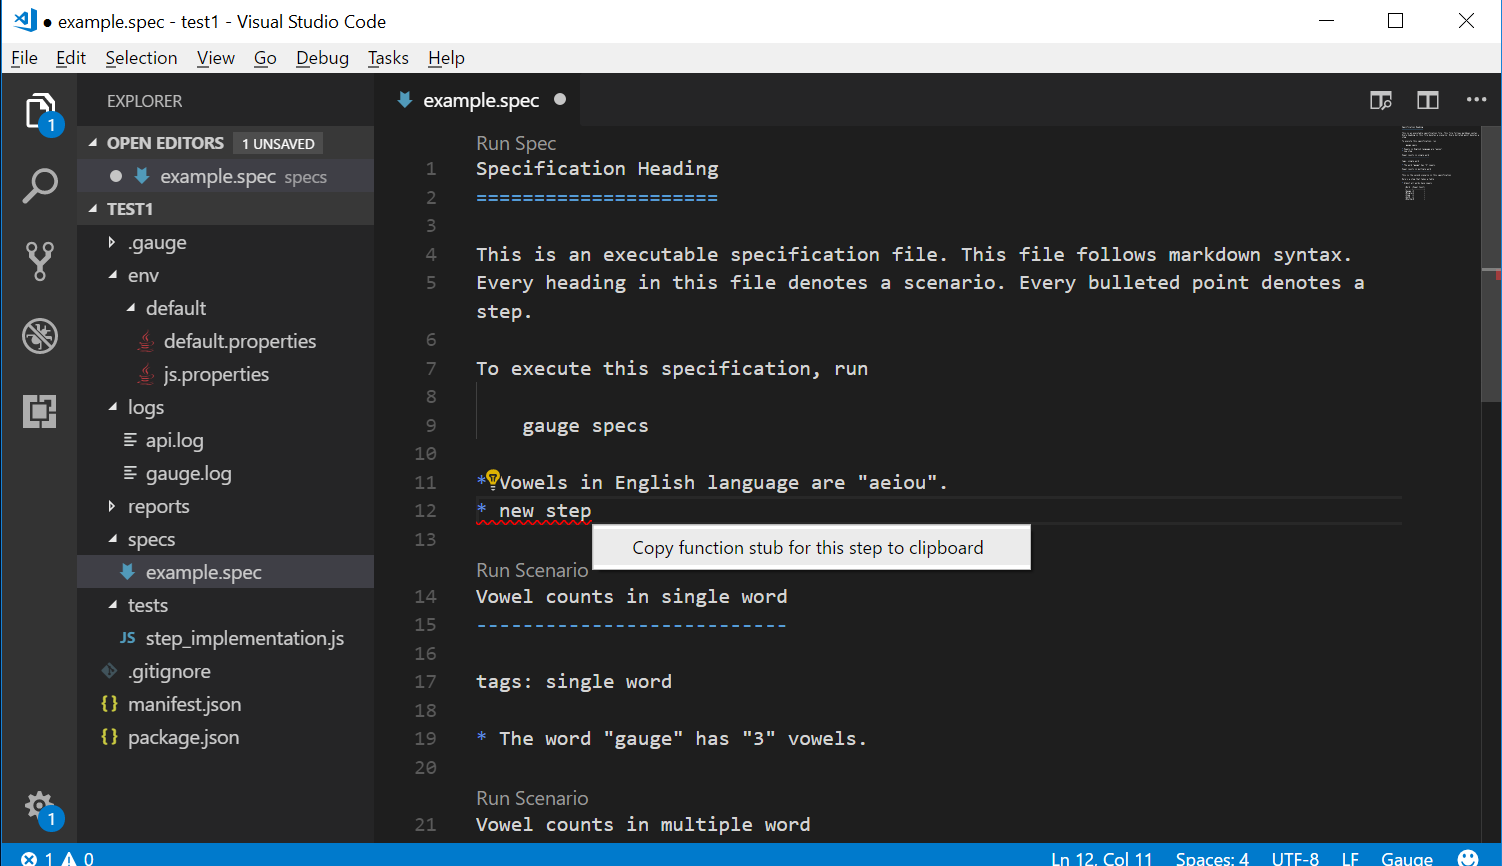 ● example.spec - test1 - Visual Studio Code
File Edit Selection View Go Debug Tasks Help
EXPLORER
OPEN EDITORS 1 UNSAVED
example.spec specs
TEST1
.gauge
env
default
default.properties
js.properties
logs
api.log
gauge.log
reports
specs
example.spec
tests
JS step_implementation.js
.gitignore
{} manifest.json
{} package.json
1
1
example.spec
Run Spec
1 Specification Heading
2 =====================
3
4 This is an executable specification file. This file follows markdown syntax.
5 Every heading in this file denotes a scenario. Every bulleted point denotes a
step.
6
7 To execute this specification, run
8
9 gauge specs
10
11 * Vowels in English language are "aeiou".
12 * new step
13
Copy function stub for this step to clipboard
Run Scenario
14 Vowel counts in single word
15 ---------------------------
16
17 tags: single word
18
19 * The word "gauge" has "3" vowels.
20
Run Scenario
21 Vowel counts in multiple word
1 0
Ln 12, Col 11 Spaces: 4 UTF-8 LF Gauge